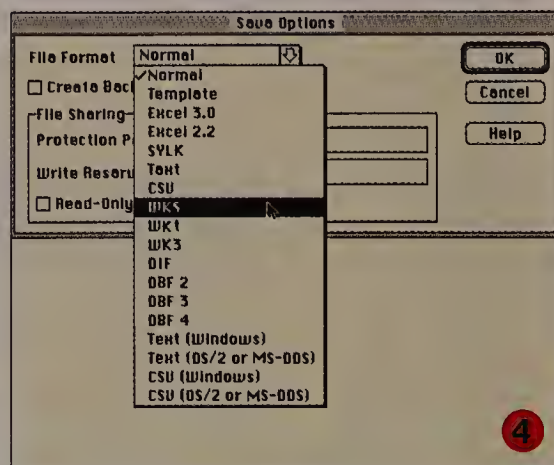 Save Options
File Format Normal
OK
Create Bac
Cancel
File Sharing
Help
Protection P
Write Reserv
Read-Only
Normal
Template
Excel 3.0
Excel 2.2
SYLK
Text
CSV
WKS
WK1
WK3
DIF
DBF 2
DBF 3
DBF 4
Text (Windows)
Text (OS/2 or MS-DOS)
CSV (Windows)
CSV (OS/2 or MS-DOS)
4